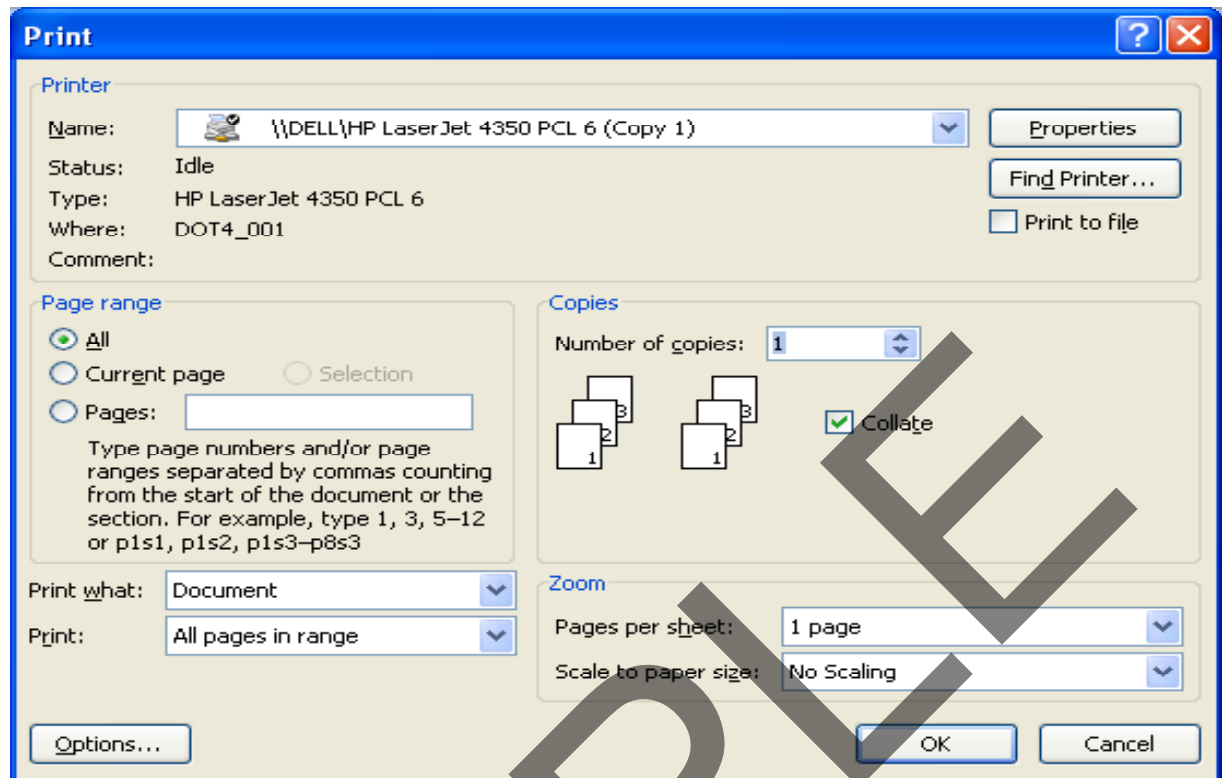 Print
Printer
Name: \\DELL\HP LaserJet 4350 PCL 6 (Copy 1) Properties
Status: Idle
Find Printer...
Type: HP LaserJet 4350 PCL 6
Where: DOT4_001 Print to file
Comment:
Page range
All
Current page Selection
Pages:
Type page numbers and/or page
ranges separated by commas counting
from the start of the document or the
section. For example, type 1, 3, 5–12
or p1s1, p1s2, p1s3–p8s3
Copies
Number of copies: 1
3 3
2 2
1 1
Collate
Print what: Document
Print: All pages in range
Zoom
Pages per sheet: 1 page
Scale to paper size: No Scaling
Options... OK Cancel
PLE